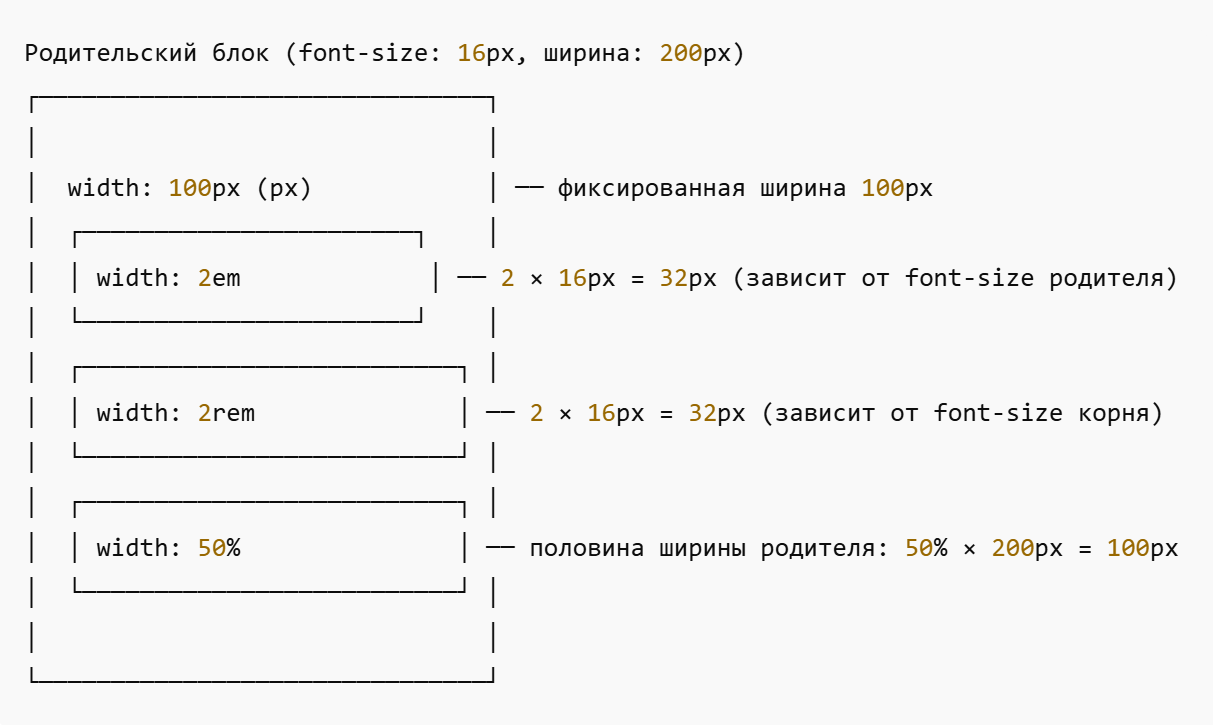 Родительский блок (font-size: 16px, ширина: 200px)
width: 100px (px) — фиксированная ширина 100px
width: 2em — 2 × 16px = 32px (зависит от font-size родителя)
width: 2rem — 2 × 16px = 32px (зависит от font-size корня)
width: 50% — половина ширины родителя: 50% × 200px = 100px